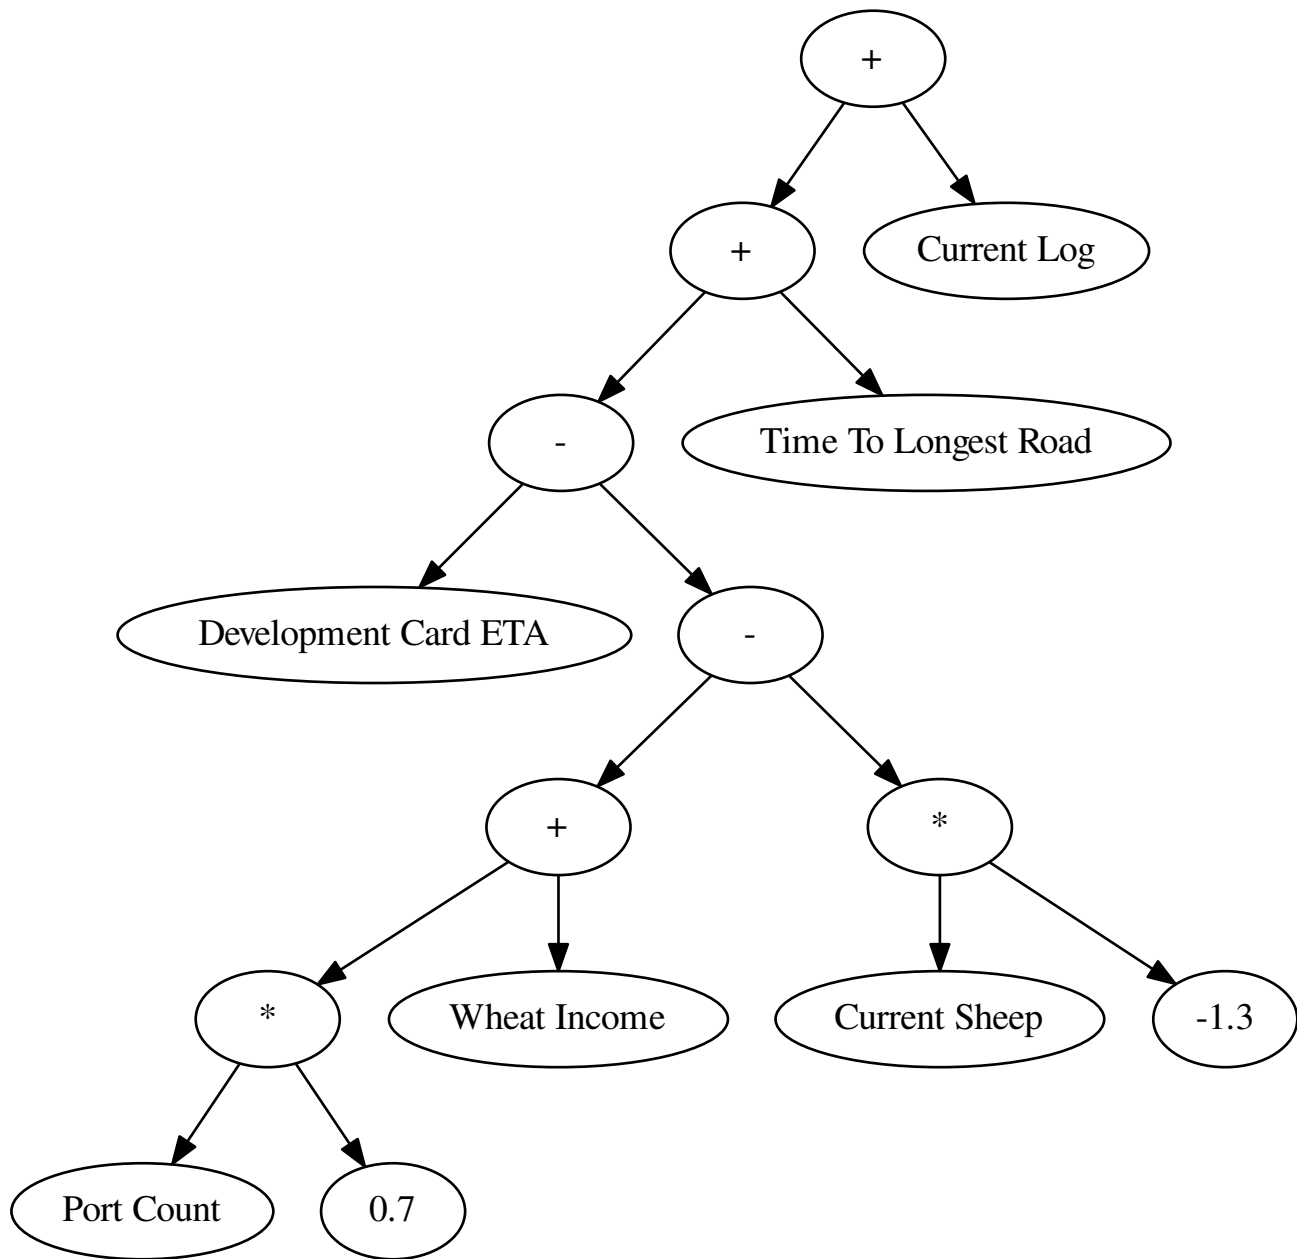 +
+
Current Log
-
Time To Longest Road
Development Card ETA
-
+
*
*
Wheat Income
Current Sheep
-1.3
Port Count
0.7